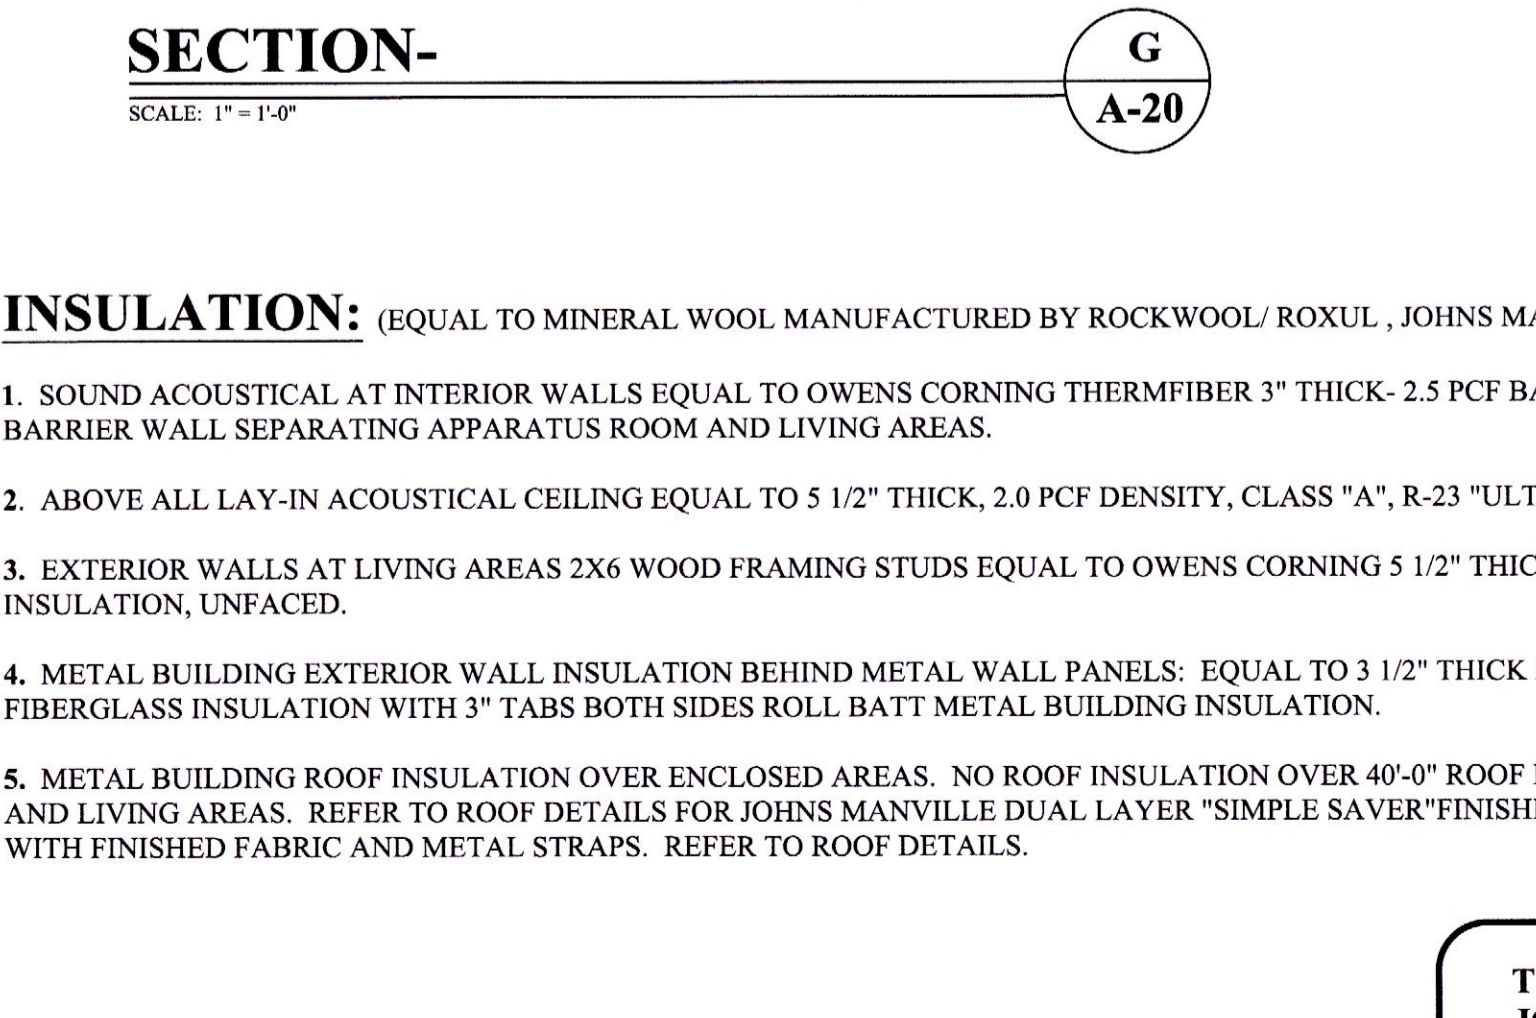 SECTION-
G
SCALE: 1" = 1'-0"
A-20
INSULATION: (EQUAL TO MINERAL WOOL MANUFACTURED BY ROCKWOOL/ ROXUL , JOHNS
1. SOUND ACOUSTICAL AT INTERIOR WALLS EQUAL TO OWENS CORNING THERMFIBER 3" THICK- 2.5 PCF
BARRIER WALL SEPARATING APPARATUS ROOM AND LIVING AREAS.
2. ABOVE ALL LAY-IN ACOUSTICAL CEILING EQUAL TO 5 1/2" THICK, 2.0 PCF DENSITY, CLASS "A", R-23
3. EXTERIOR WALLS AT LIVING AREAS 2X6 WOOD FRAMING STUDS EQUAL TO OWENS CORNING 5 1/2"
INSULATION, UNFACED.
4. METAL BUILDING EXTERIOR WALL INSULATION BEHIND METAL WALL PANELS: EQUAL TO 3 1/2" THICK
FIBERGLASS INSULATION WITH 3" TABS BOTH SIDES ROLL BATT METAL BUILDING INSULATION.
5. METAL BUILDING ROOF INSULATION OVER ENCLOSED AREAS. NO ROOF INSULATION OVER 40'-0" ROOF
AND LIVING AREAS. REFER TO ROOF DETAILS FOR JOHNS MANVILLE DUAL LAYER "SIMPLE SAVER"
WITH FINISHED FABRIC AND METAL STRAPS. REFER TO ROOF DETAILS.